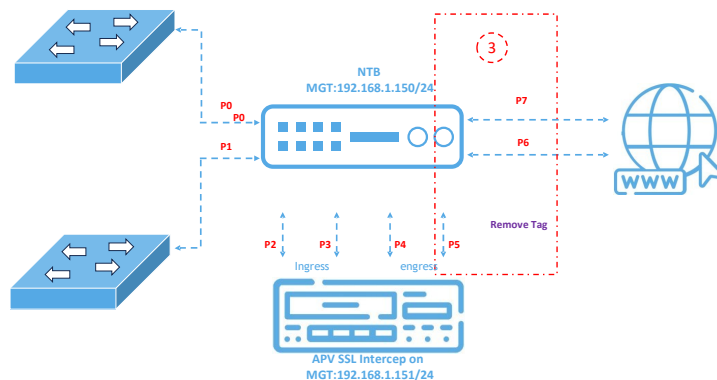 3
NTB
MGT:192.168.1.150/24
P7
P0
P0
P1
P6
WWW
Remove Tag
P2
P3
P4
P5
Ingress
engress
APV SSL Intercep on
MGT:192.168.1.151/24